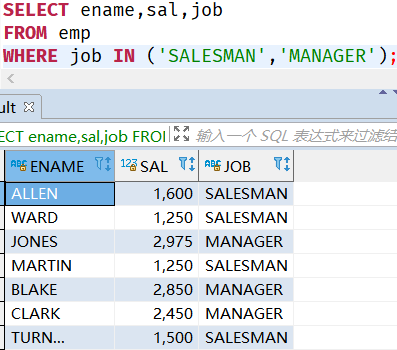 SELECT ename,sal,job
FROM emp
WHERE job IN ('SALESMAN','MANAGER');
ult
ECT ename,sal,job FROI 输入一个 SQL 表达式来过滤结
ABC ENAME 123 SAL ABC JOB
ALLEN 1,600 SALESMAN
WARD 1,250 SALESMAN
JONES 2,975 MANAGER
MARTIN 1,250 SALESMAN
BLAKE 2,850 MANAGER
CLARK 2,450 MANAGER
TURN... 1,500 SALESMAN